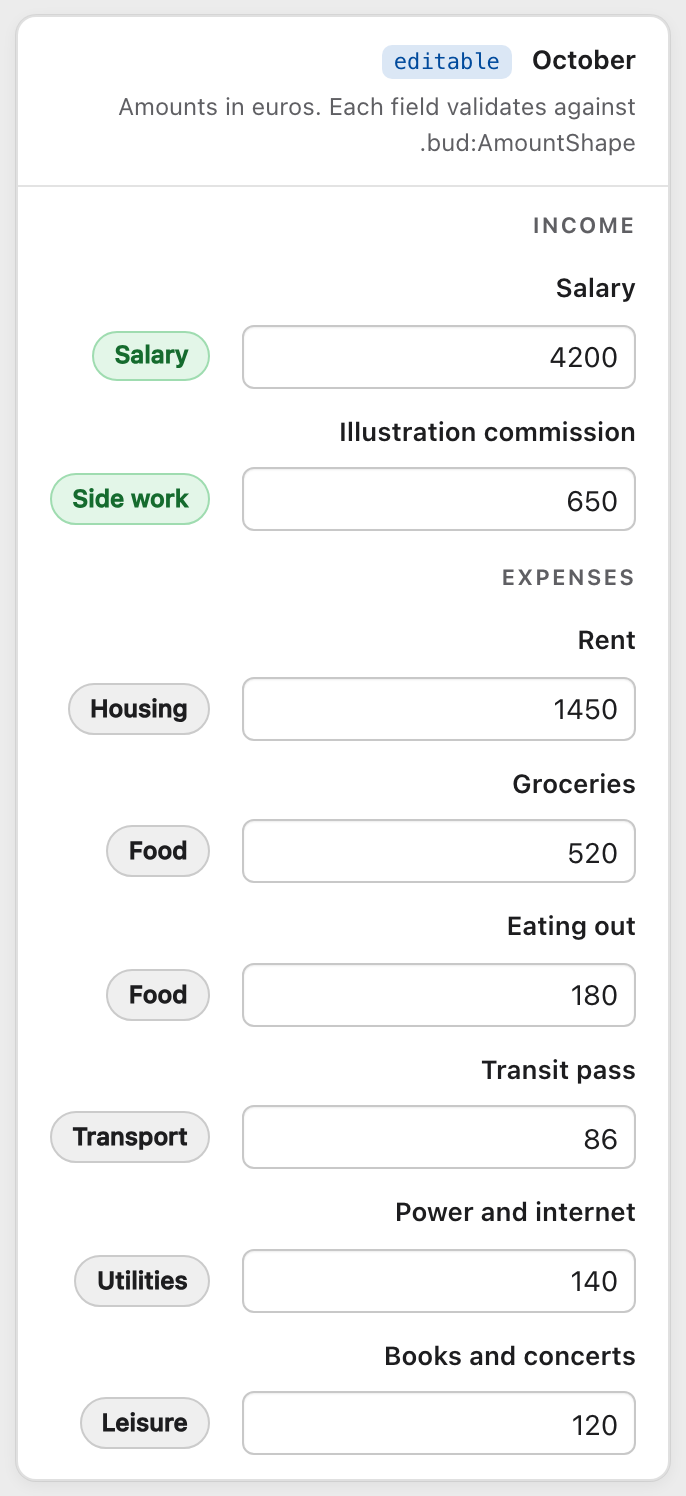 October editable
Amounts in euros. Each field validates against
.bud:AmountShape
INCOME
Salary
4200 Salary
Illustration commission
650 Side work
EXPENSES
Rent
1450 Housing
Groceries
520 Food
Eating out
180 Food
Transit pass
86 Transport
Power and internet
140 Utilities
Books and concerts
120 Leisure